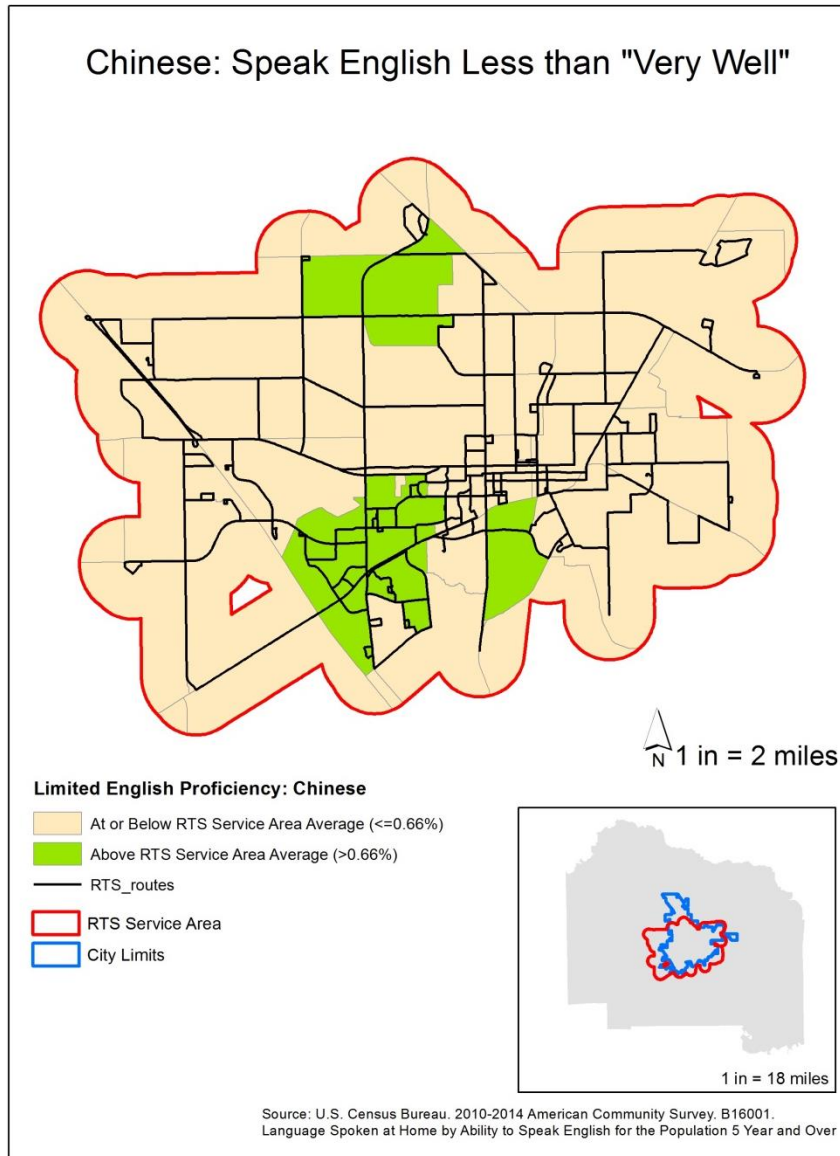 Chinese: Speak English Less than "Very Well"
N 1 in = 2 miles
Limited English Proficiency: Chinese
At or Below RTS Service Area Average (<=0.66%)
Above RTS Service Area Average (>0.66%)
RTS_routes
RTS Service Area
City Limits
1 in = 18 miles
Source: U.S. Census Bureau. 2010-2014 American Community Survey. B16001.
Language Spoken at Home by Ability to Speak English for the Population 5 Year and Over